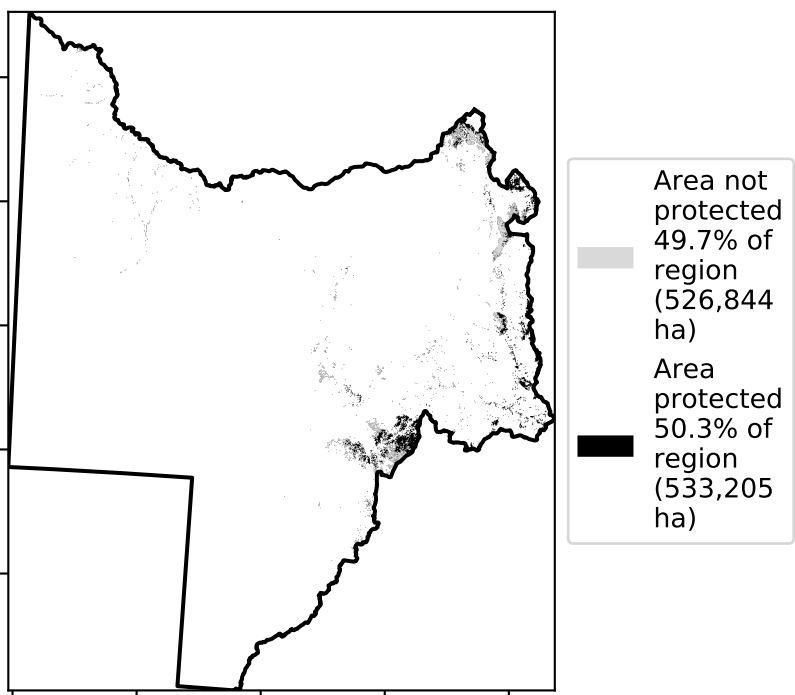 Area not
protected
49.7% of
region
(526,844
ha)
Area
protected
50.3% of
region
(533,205
ha)